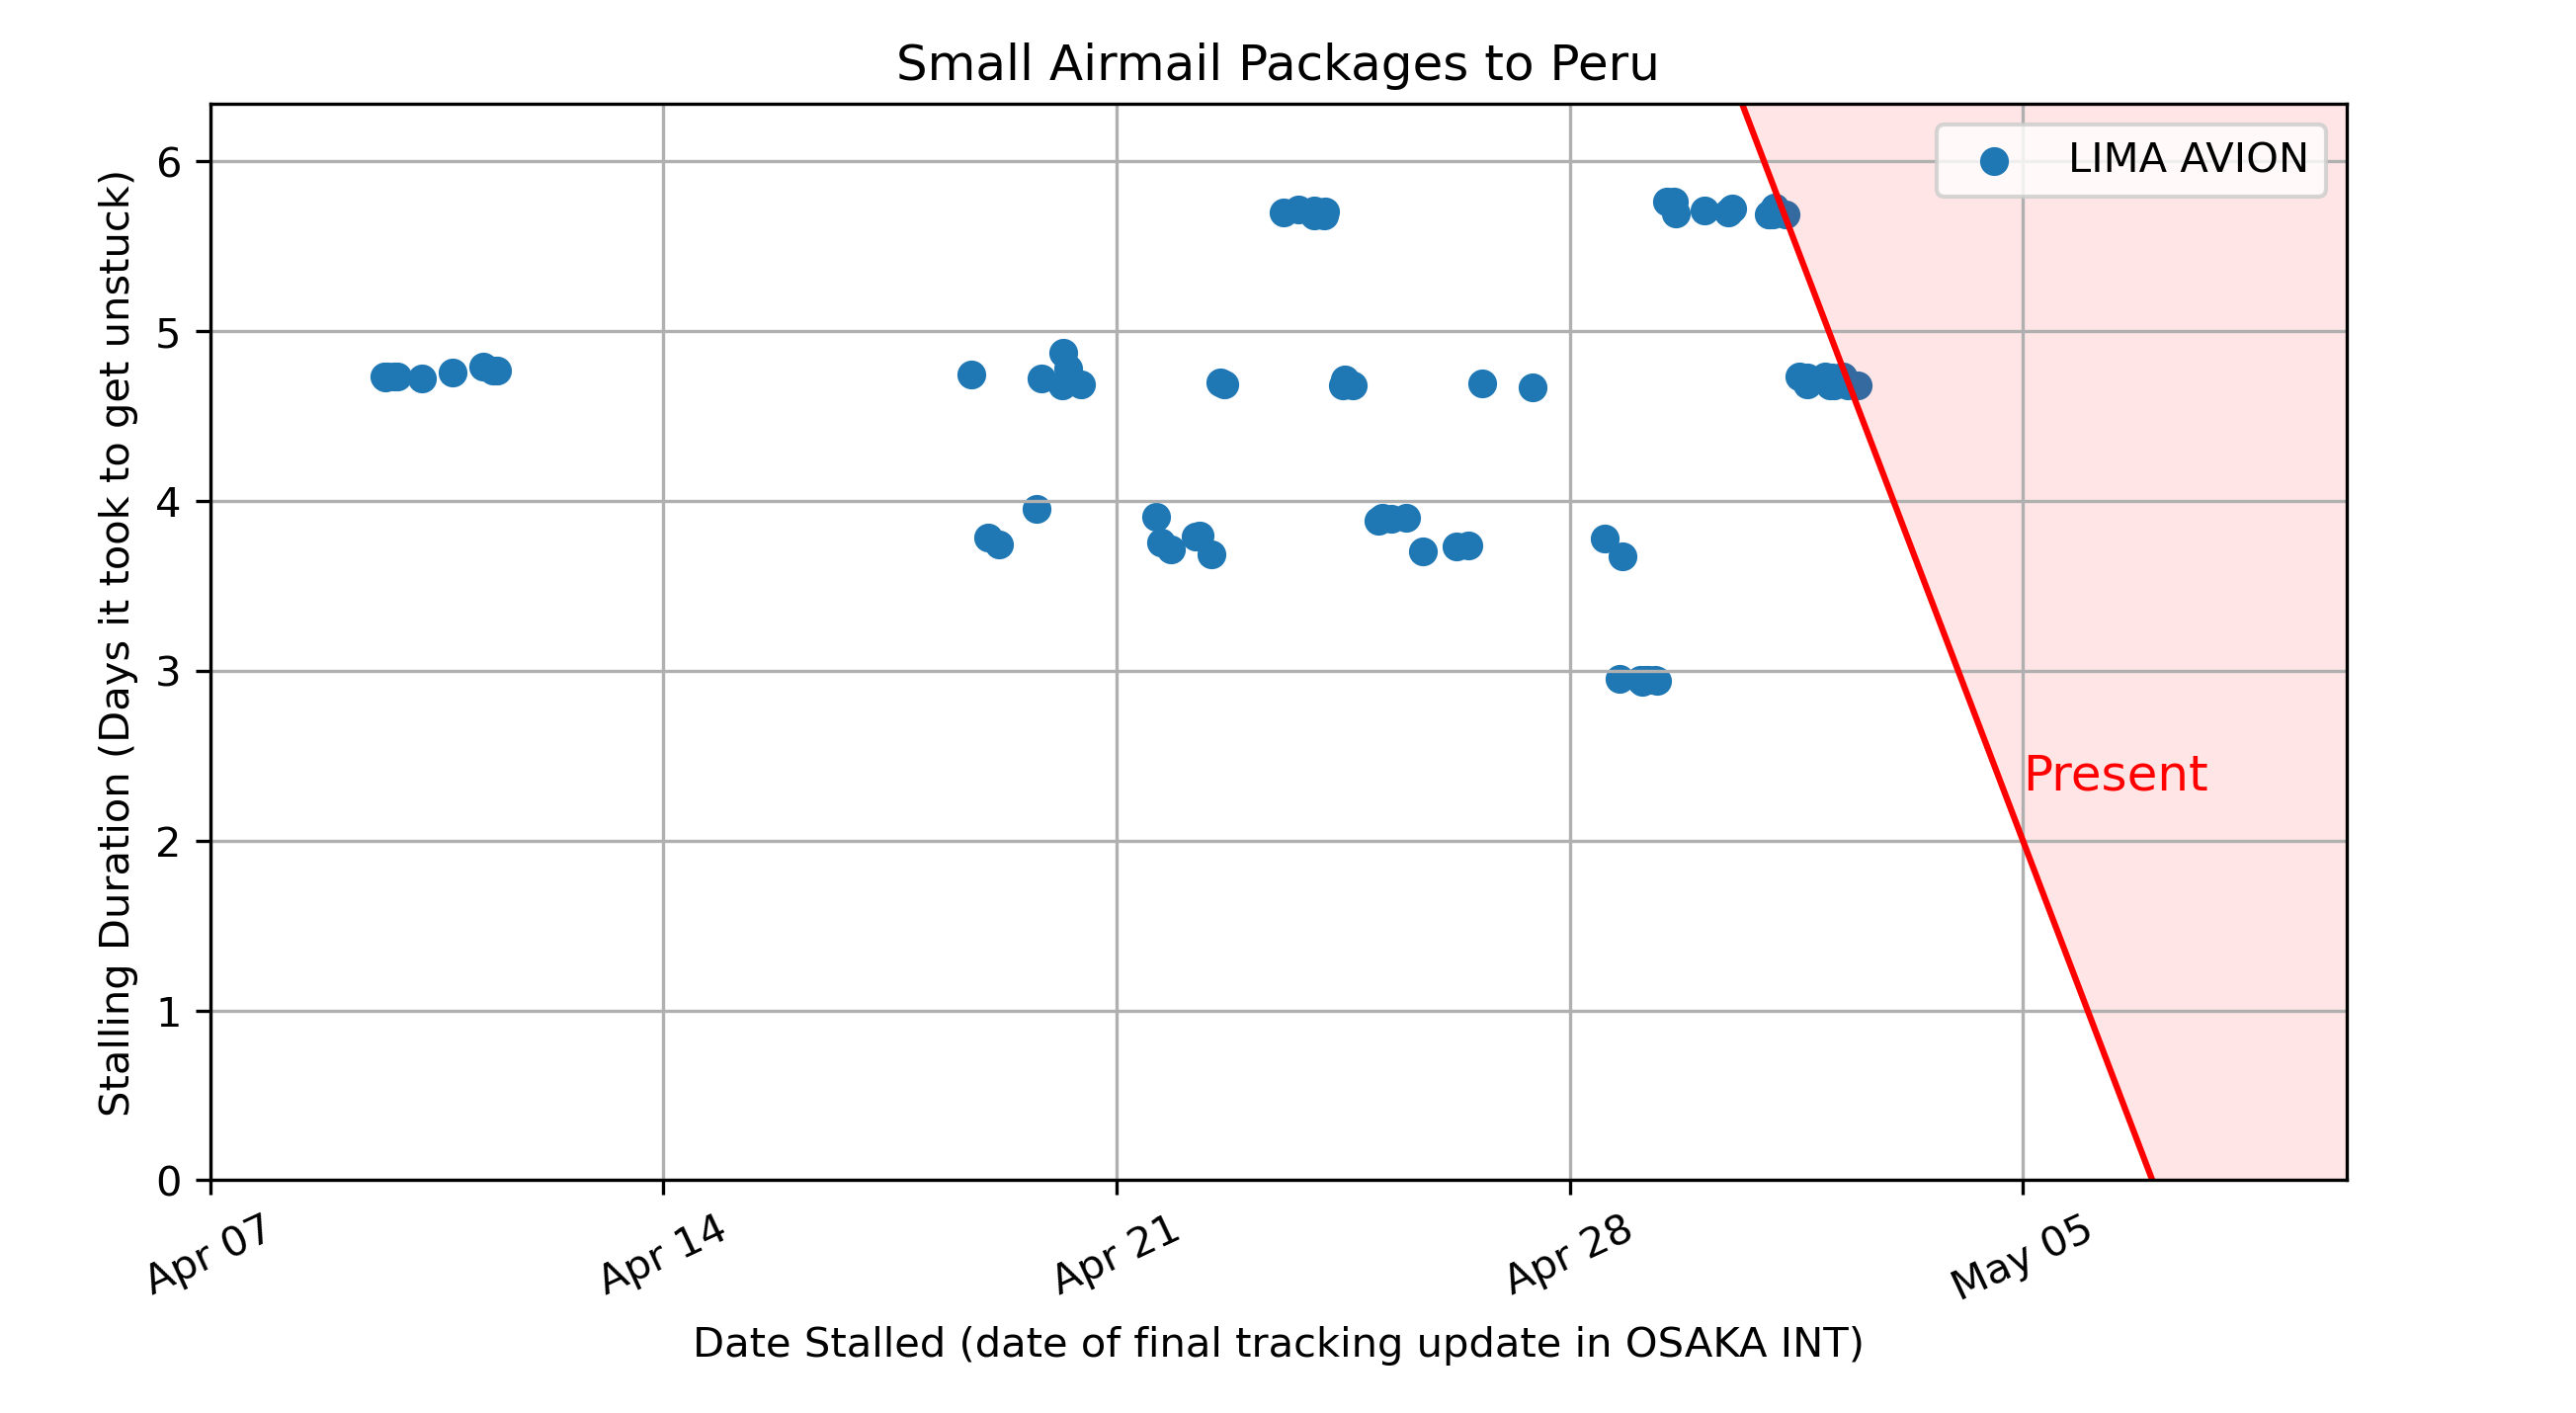 Small Airmail Packages to Peru
LIMA AVION
Stalling Duration (Days it took to get unstuck)
6
5
4
3
2
1
0
Present
Apr 07
Apr 14
Apr 21
Apr 28
May 05
Date Stalled (date of final tracking update in OSAKA INT)